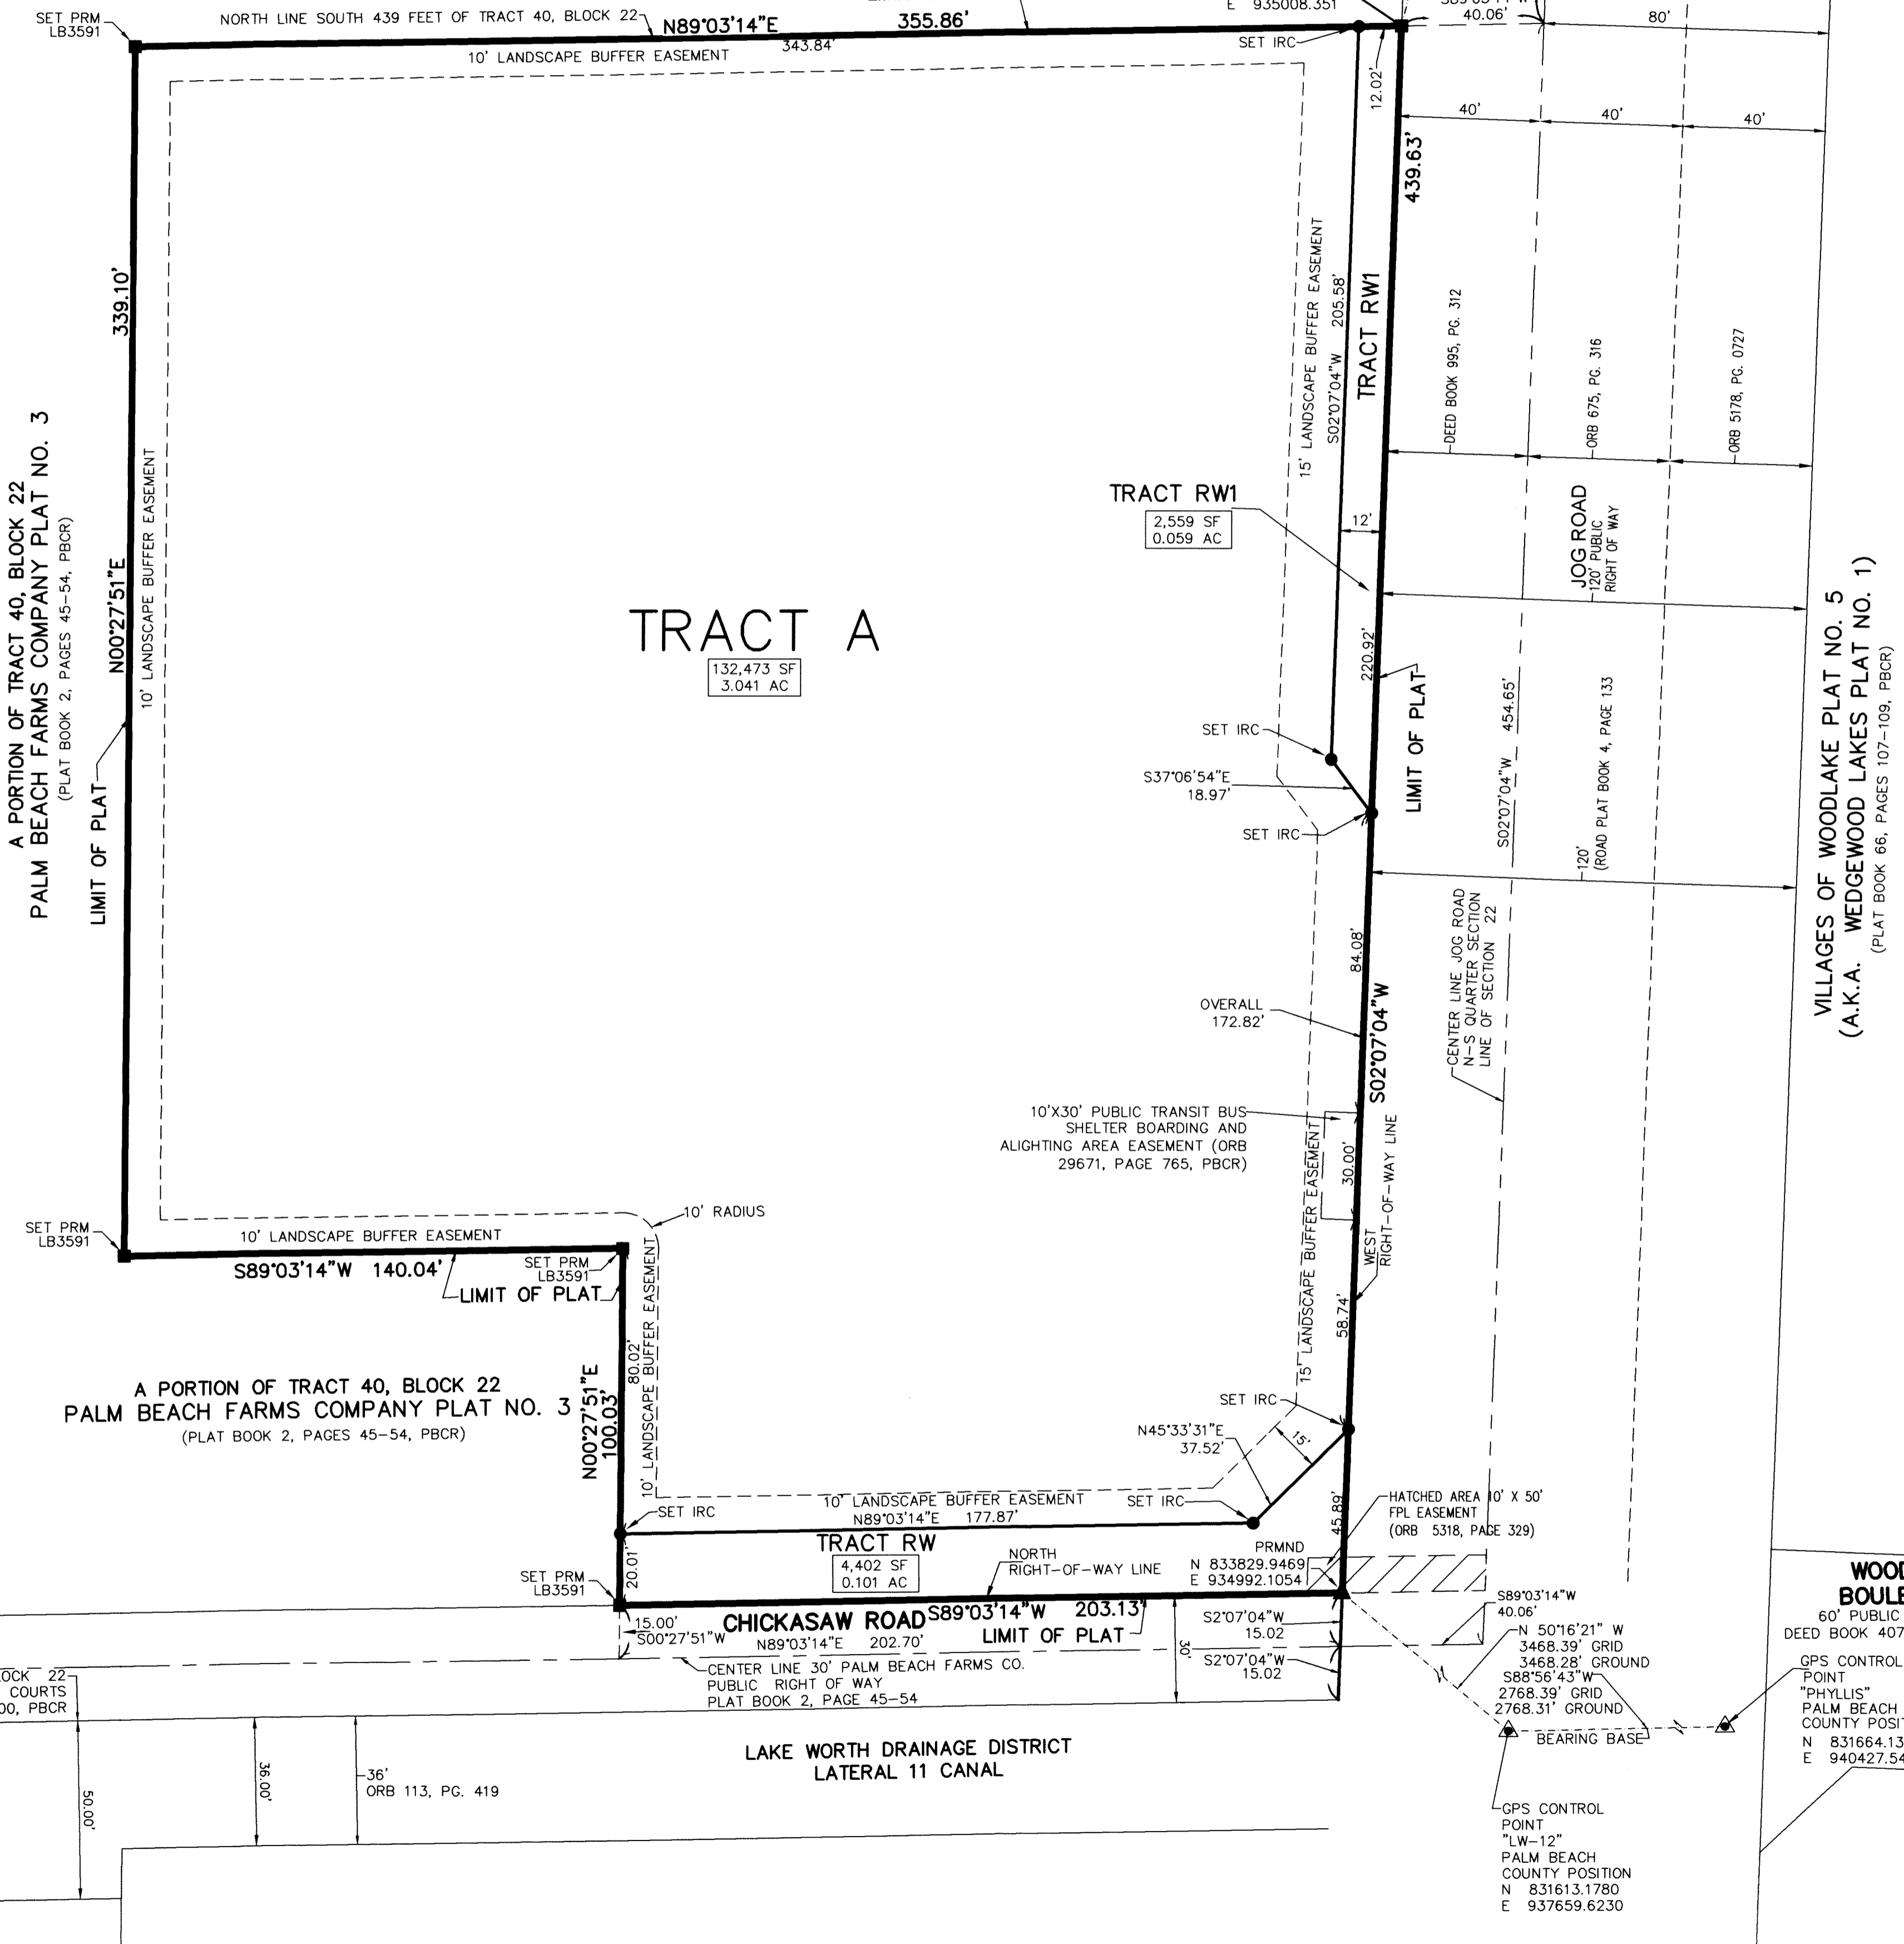 SET PRM
LB3591
NORTH LINE SOUTH 439 FEET OF TRACT 40, BLOCK 22
N89°03'14"E 355.86'
343.84'
10' LANDSCAPE BUFFER EASEMENT
E 935008.351
SET IRC
12.02'
40.06'
80'
40'
40'
40'
439.63'
339.10'
N00°27'51"E
10' LANDSCAPE BUFFER EASEMENT
LIMIT OF PLAT
A PORTION OF TRACT 40, BLOCK 22
PALM BEACH FARMS COMPANY PLAT NO. 3
(PLAT BOOK 2, PAGES 45-54, PBCR)
TRACT A
132,473 SF
3.041 AC
15' LANDSCAPE BUFFER EASEMENT
S02°07'04"W 205.58'
TRACT RW1
TRACT RW1
2,559 SF
0.059 AC
12'
220.92'
LIMIT OF PLAT
DEED BOOK 995, PG. 312
ORB 675, PG. 316
ORB 5178, PG. 0727
JOG ROAD
120' PUBLIC
RIGHT OF WAY
S02°07'04"W 454.65'
120'
(ROAD PLAT BOOK 4, PAGE 133
VILLAGES OF WOODLAKE PLAT NO. 5
(A.K.A. WEDGEWOOD LAKES PLAT NO. 1)
(PLAT BOOK 66, PAGES 107-109, PBCR)
SET IRC
S37°06'54"E
18.97'
SET IRC
84.08'
OVERALL
172.82'
S02°07'04"W
CENTER LINE JOG ROAD
N-S QUARTER SECTION
LINE OF SECTION 22
10'X30' PUBLIC TRANSIT BUS
SHELTER BOARDING AND
ALIGHTING AREA EASEMENT (ORB
29671, PAGE 765, PBCR)
30.00'
15' LANDSCAPE BUFFER EASEMENT
WEST
RIGHT-OF-WAY LINE
58.74'
SET PRM
LB3591
10' LANDSCAPE BUFFER EASEMENT
10' RADIUS
S89°03'14"W 140.04'
SET PRM
LB3591
LIMIT OF PLAT
A PORTION OF TRACT 40, BLOCK 22
PALM BEACH FARMS COMPANY PLAT NO. 3
(PLAT BOOK 2, PAGES 45-54, PBCR)
N00°27'51"E
100.03'
80.02'
10' LANDSCAPE BUFFER EASEMENT
SET IRC
N45°33'31"E
37.52'
15'
SET IRC
10' LANDSCAPE BUFFER EASEMENT
SET IRC
N89°03'14"E 177.87'
TRACT RW
4,402 SF
0.101 AC
20.01'
NORTH
RIGHT-OF-WAY LINE
PRMND
N 833829.9469
E 934992.1054
45.89'
HATCHED AREA 10' X 50'
FPL EASEMENT
(ORB 5318, PAGE 329)
SET PRM
LB3591
15.00'
S00°27'51"W
CHICKASAW ROAD
S89°03'14"W 203.13'
N89°03'14"E 202.70'
LIMIT OF PLAT
CENTER LINE 30' PALM BEACH FARMS CO.
PUBLIC RIGHT OF WAY
PLAT BOOK 2, PAGE 45-54
30'
S2°07'04"W
15.02
S2°07'04"W
15.02
S89°03'14"W
40.06'
N 50°16'21" W
3468.39' GRID
3468.28' GROUND
S88°56'43"W
2768.39' GRID
2768.31' GROUND
BEARING BASE
60' PUBLIC
DEED BOOK 407
GPS CONTROL
POINT
"PHYLLIS"
PALM BEACH
N 831664.13
E 940427.54
22
COURTS
PBCR
50.00'
36.00'
36'
ORB 113, PG. 419
LAKE WORTH DRAINAGE DISTRICT
LATERAL 11 CANAL
GPS CONTROL
POINT
"LW-12"
PALM BEACH
COUNTY POSITION
N 831613.1780
E 937659.6230